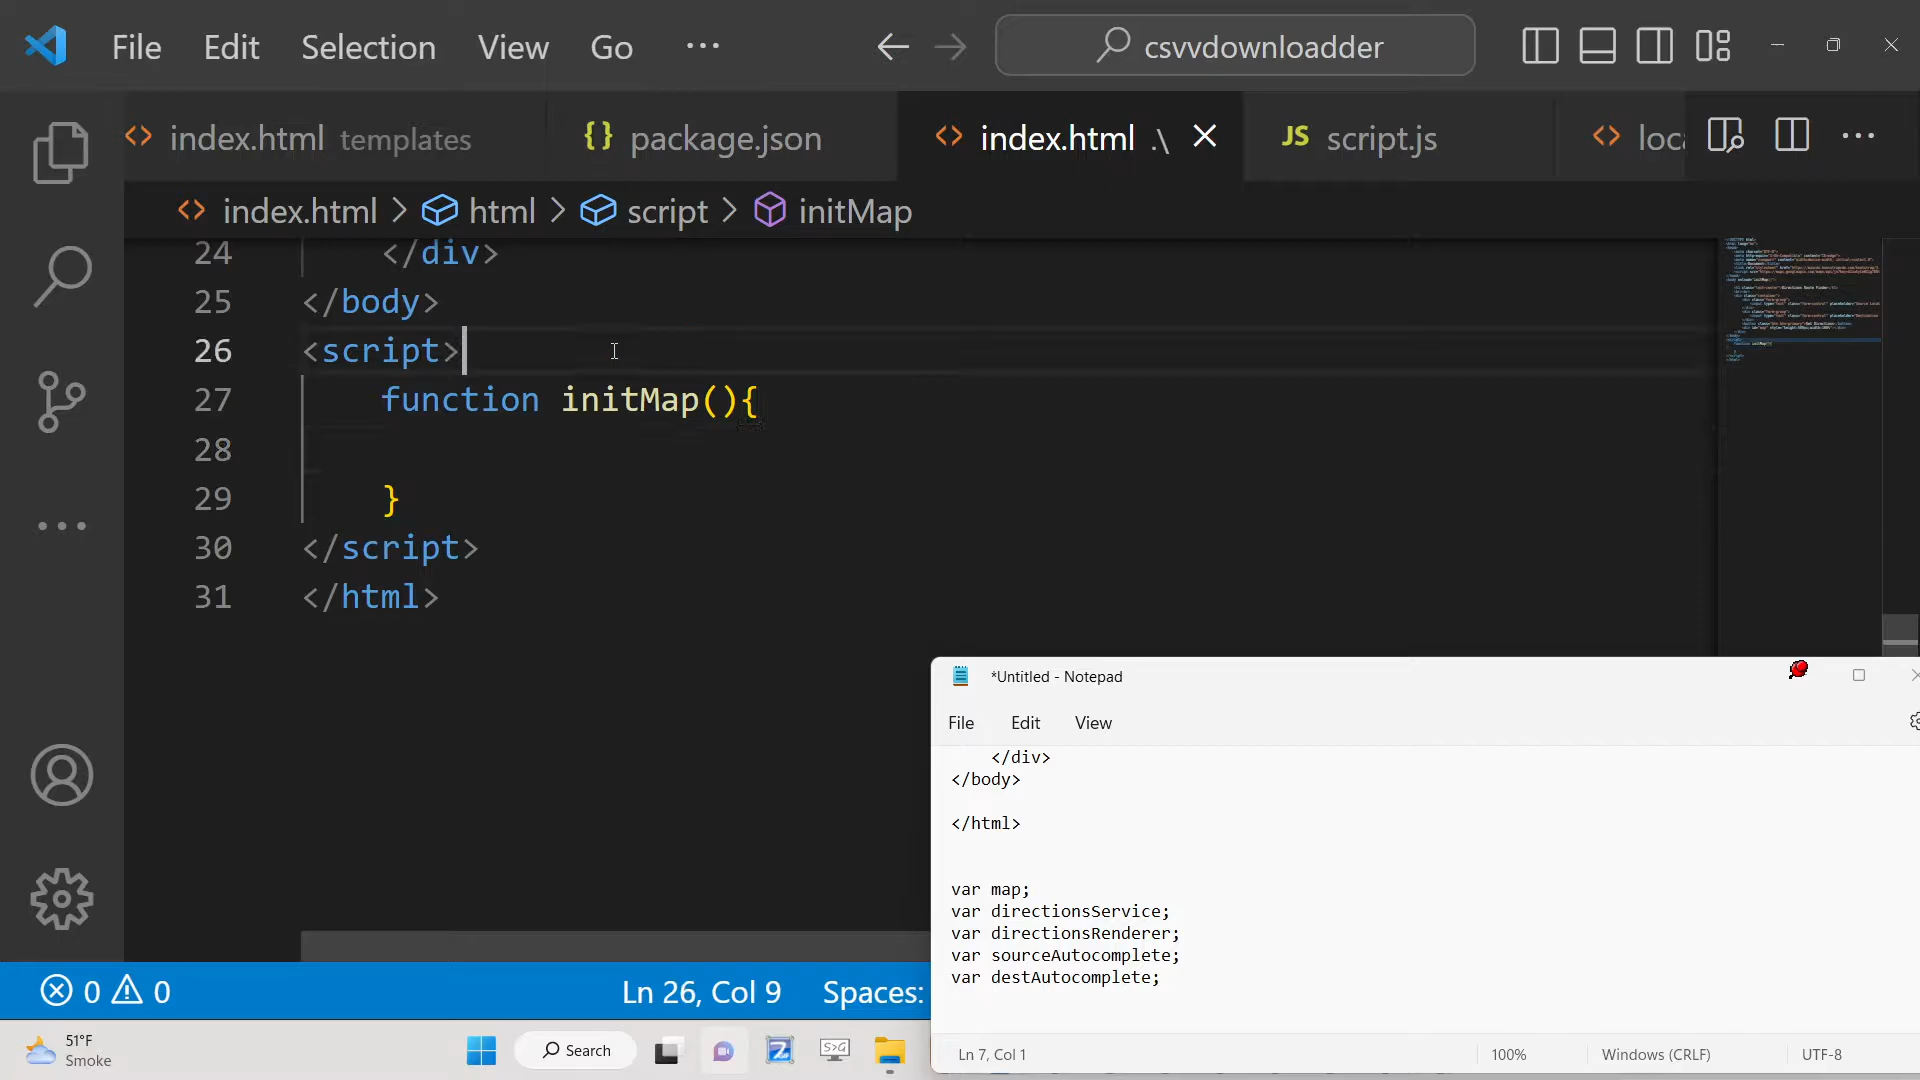 File Edit Selection View Go ... csvvdownloadder
index.html templates package.json index.html .\ JS script.js loc
index.html > html > script > initMap
24 </div>
25 </body>
26 <script>
27 function initMap(){
28
29 }
30 </script>
31 </html>
*Untitled - Notepad
File Edit View
</div>
</body>
</html>
var map;
var directionsService;
var directionsRenderer;
var sourceAutocomplete;
var destAutocomplete;
Ln 7, Col 1 100% Windows (CRLF) UTF-8
0 0 Ln 26, Col 9 Spaces:
51°F
Smoke
Search